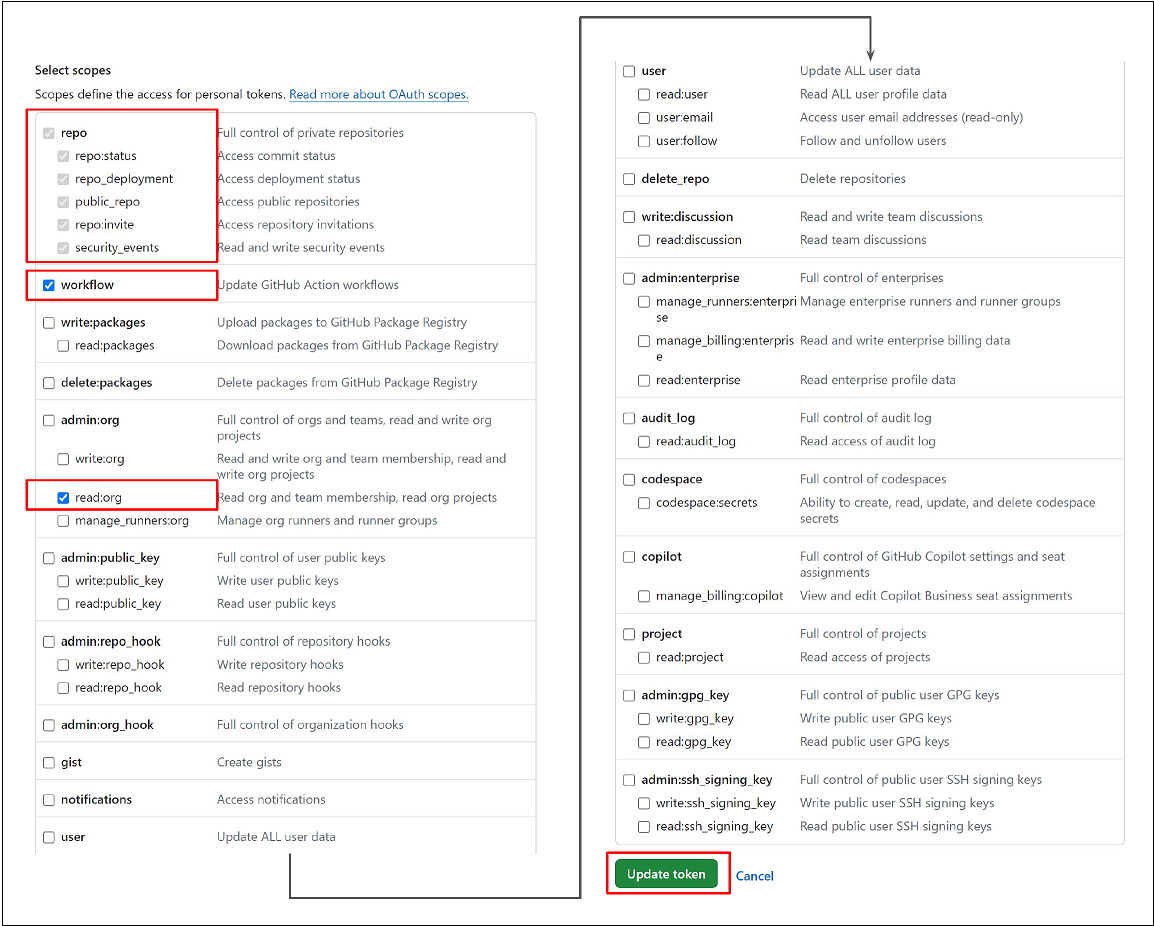 Select scopes
Scopes define the access for personal tokens. Read more about OAuth scopes.
repo Full control of private repositories
repo:status Access commit status
repo_deployment Access deployment status
public_repo Access public repositories
repo:invite Access repository invitations
security_events Read and write security events
workflow Update GitHub Action workflows
write:packages Upload packages to GitHub Package Registry
read:packages Download packages from GitHub Package Registry
delete:packages Delete packages from GitHub Package Registry
admin:org Full control of orgs and teams, read and write org
projects
write:org Read and write org and team membership, read and
write org projects
read:org Read org and team membership, read org projects
manage_runners:org Manage org runners and runner groups
admin:public_key Full control of user public keys
write:public_key Write user public keys
read:public_key Read user public keys
admin:repo_hook Full control of repository hooks
write:repo_hook Write repository hooks
read:repo_hook Read repository hooks
admin:org_hook Full control of organization hooks
gist Create gists
notifications Access notifications
user Update ALL user data
user Update ALL user data
read:user Read ALL user profile data
user:email Access user email addresses (read-only)
user:follow Follow and unfollow users
delete_repo Delete repositories
write:discussion Read and write team discussions
read:discussion Read team discussions
admin:enterprise Full control of enterprises
manage_runners:enterpri Manage enterprise runners and runner groups
se
manage_billing:enterpris Read and write enterprise billing data
e
read:enterprise Read enterprise profile data
audit_log Full control of audit log
read:audit_log Read access of audit log
codespace Full control of codespaces
codespace:secrets Ability to create, read, update, and delete codespace
secrets
copilot Full control of GitHub Copilot settings and seat
assignments
manage_billing:copilot View and edit Copilot Business seat assignments
project Full control of projects
read:project Read access of projects
admin:gpg_key Full control of public user GPG keys
write:gpg_key Write public user GPG keys
read:gpg_key Read public user GPG keys
admin:ssh_signing_key Full control of public user SSH signing keys
write:ssh_signing_key Write public user SSH signing keys
read:ssh_signing_key Read public user SSH signing keys
Update token Cancel